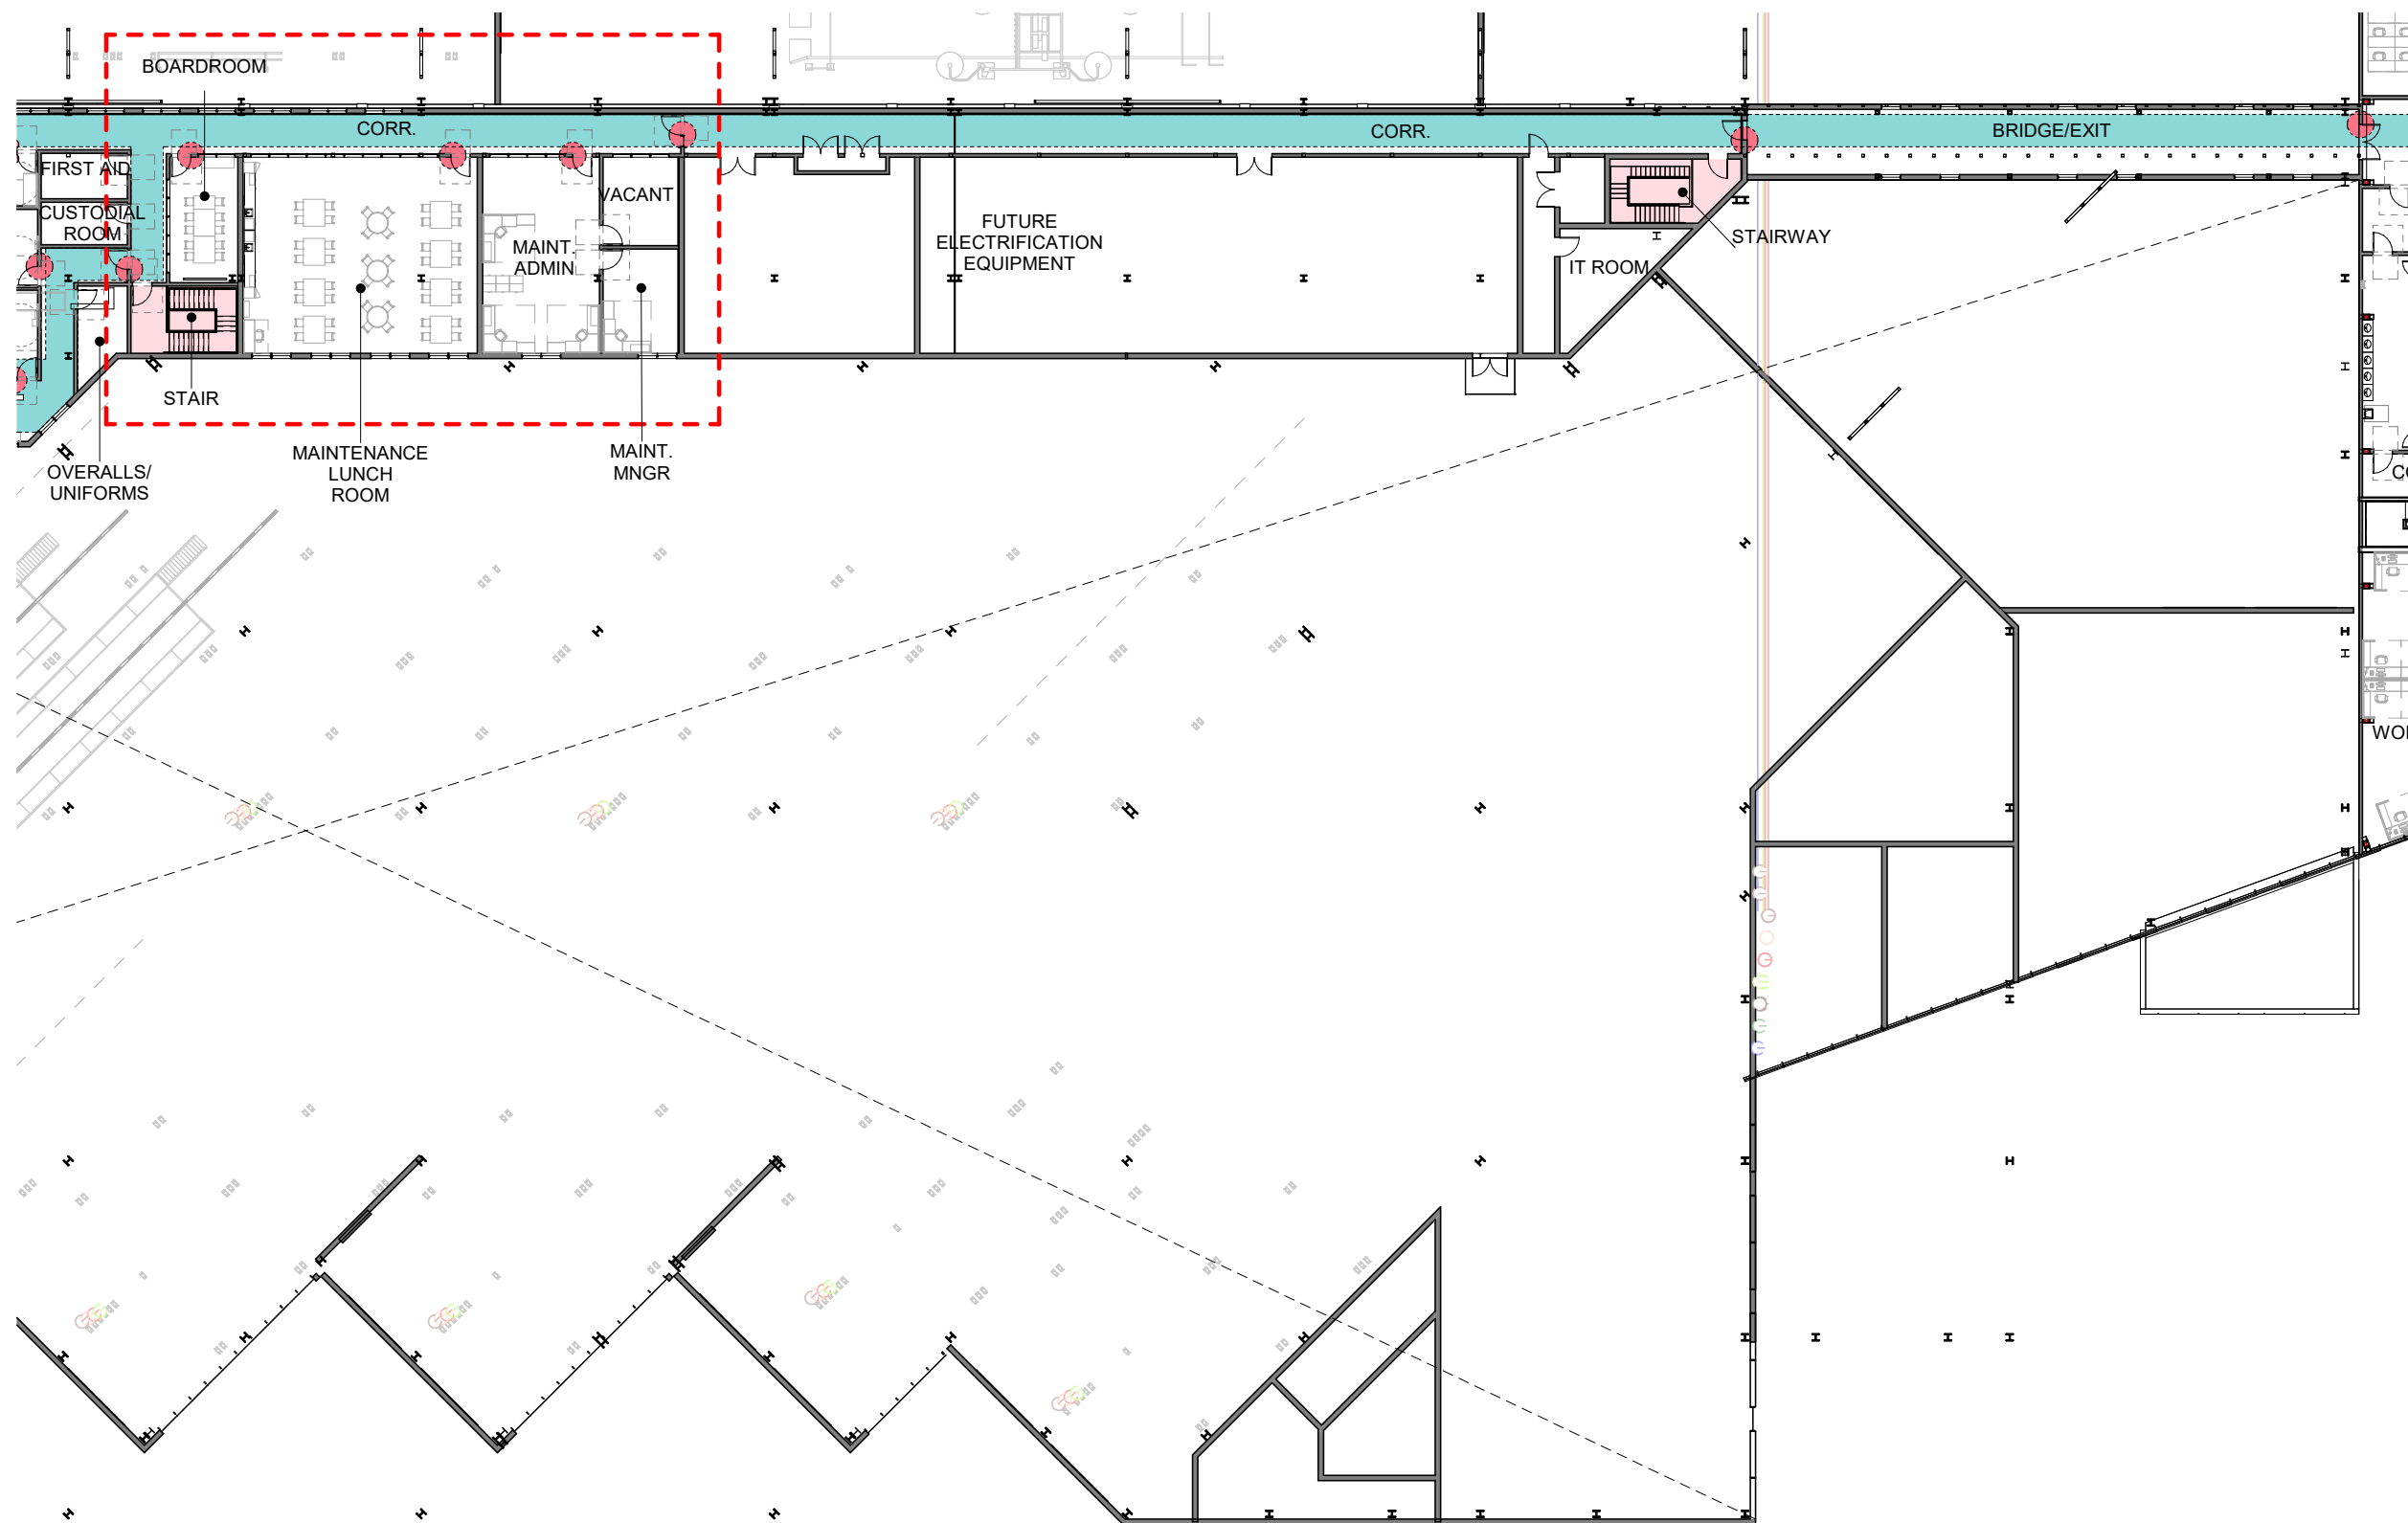 BOARDROOM
CORR.
CORR.
BRIDGE/EXIT
FIRST AID
CUSTODIAL
ROOM
VACANT
MAINT.
ADMIN
FUTURE
ELECTRIFICATION
EQUIPMENT
STAIRWAY
IT ROOM
STAIR
OVERALLS/
UNIFORMS
MAINTENANCE
LUNCH
ROOM
MAINT.
MNGR